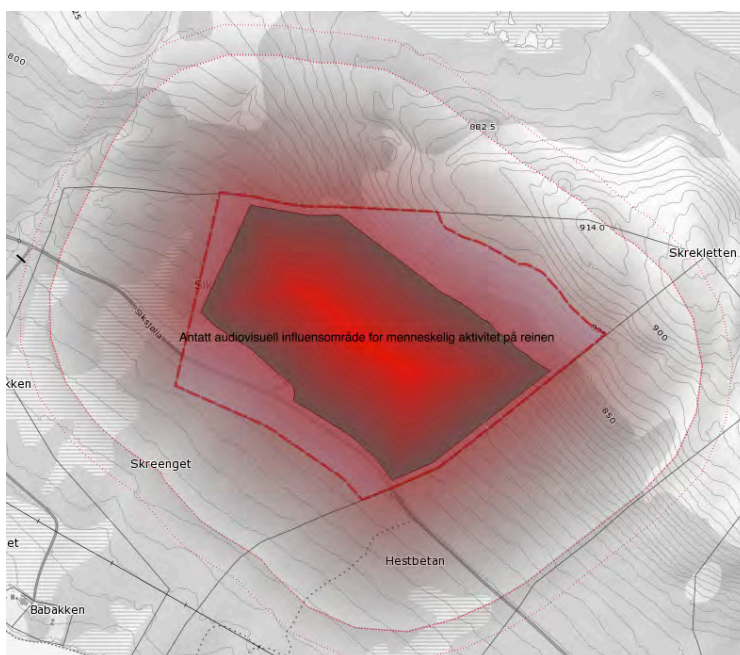 800
882.5
914.0
Skrekletten
Siksjølia
Antatt audiovisuell influensområde for menneskelig aktivitet på reinen
900
kken
850
Skreenget
et
Hestbetan
Babakken